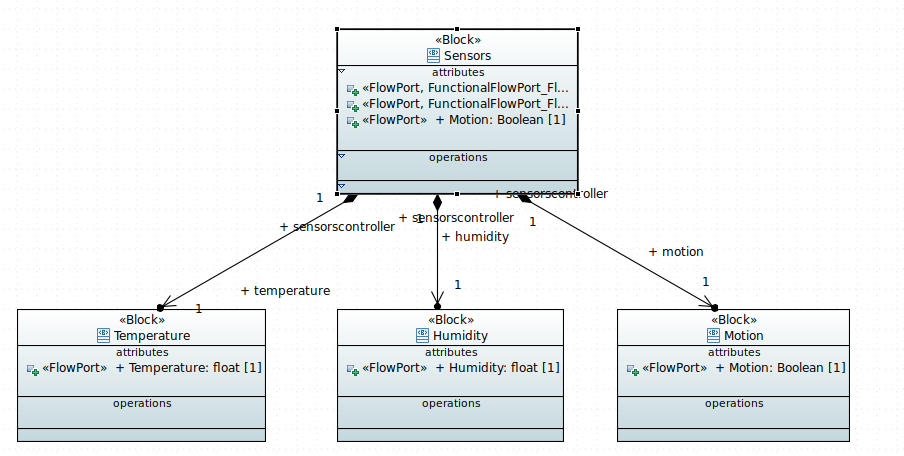 «Block»
Sensors
attributes
«FlowPort, FunctionalFlowPort_Fl...
«FlowPort, FunctionalFlowPort_Fl...
«FlowPort» + Motion: Boolean [1]
operations
1
+ sensorscontroller
+ sensorscontroller
1
+ sensorscontroller
1
+ humidity
+ motion
+ temperature
1
1
1
«Block»
Temperature
attributes
«FlowPort» + Temperature: float [1]
operations
«Block»
Humidity
attributes
«FlowPort» + Humidity: float [1]
operations
«Block»
Motion
attributes
«FlowPort» + Motion: Boolean [1]
operations